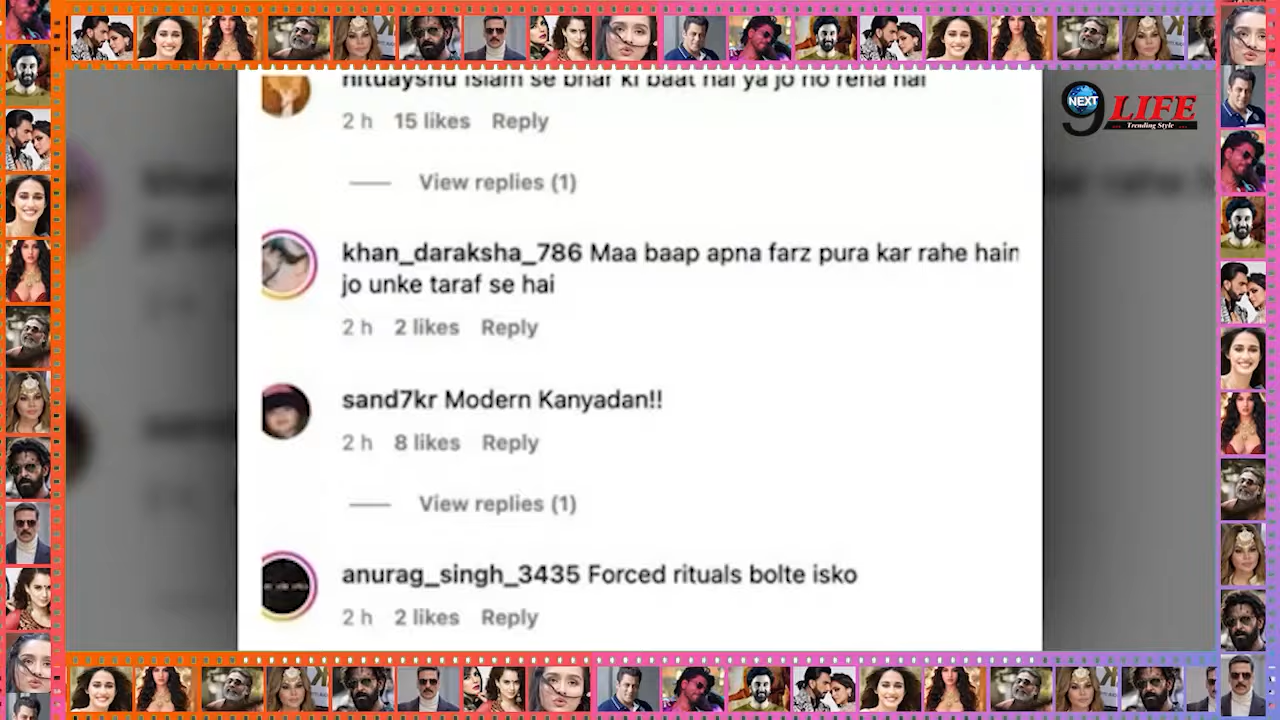 nituayshu Islam se bhar ki baat hai ya jo ho reha hai
2 h 15 likes Reply
View replies (1)
khan_daraksha_786 Maa baap apna farz pura kar rahe hain
jo unke taraf se hai
2 h 2 likes Reply
sand7kr Modern Kanyadan!!
2 h 8 likes Reply
View replies (1)
anurag_singh_3435 Forced rituals bolte isko
2 h 2 likes Reply
NEXT
9 LIFE
... Trending Style ...